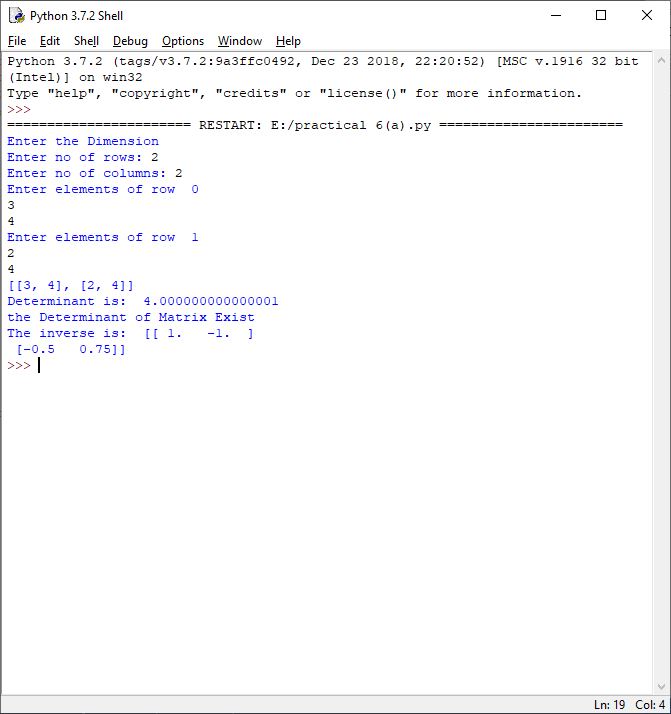 Python 3.7.2 Shell
File Edit Shell Debug Options Window Help
Python 3.7.2 (tags/v3.7.2:9a3ffc0492, Dec 23 2018, 22:20:52) [MSC v.1916 32 bit
(Intel)] on win32
Type "help", "copyright", "credits" or "license()" for more information.
>>>
======================= RESTART: E:/practical 6(a).py =======================
Enter the Dimension
Enter no of rows: 2
Enter no of columns: 2
Enter elements of row  0
3
4
Enter elements of row  1
2
4
[[3, 4], [2, 4]]
Determinant is:  4.000000000000001
the Determinant of Matrix Exist
The inverse is:  [[ 1.   -1.  ]
 [-0.5   0.75]]
>>>
Ln: 19 Col: 4